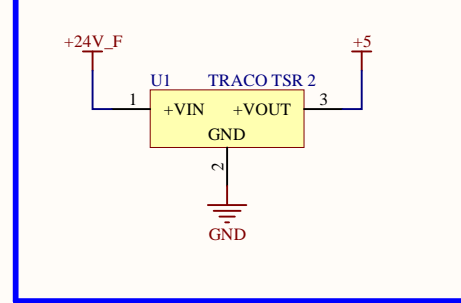 +24V_F
+5
U1 TRACO TSR 2
1 +VIN +VOUT 3
GND
2
GND